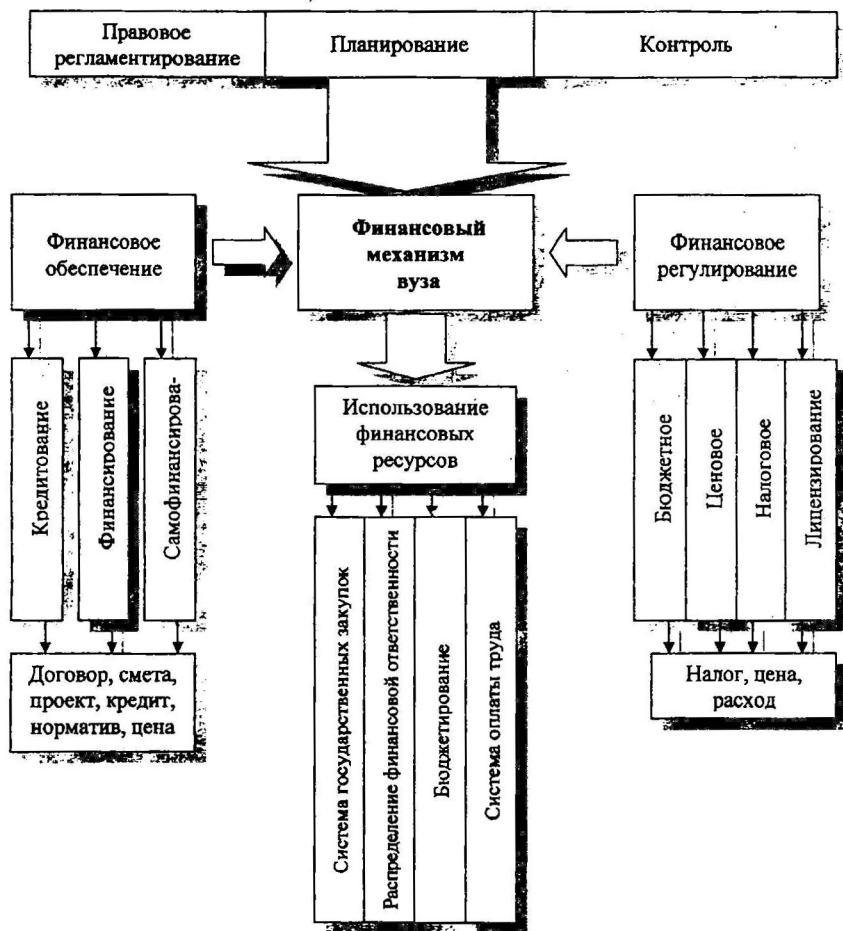 Правовое
регламентирование
Планирование
Контроль
Финансовое
обеспечение
Финансовый
механизм
вуза
Финансовое
регулирование
Кредитование
Финансирование
Самофинансирова-
Использование
финансовых
ресурсов
Бюджетное
Ценовое
Налоговое
Лицензирование
Система государственных закупок
Распределение финансовой ответственности
Бюджетирование
Система оплаты труда
Договор, смета,
проект, кредит,
норматив, цена
Налог, цена,
расход